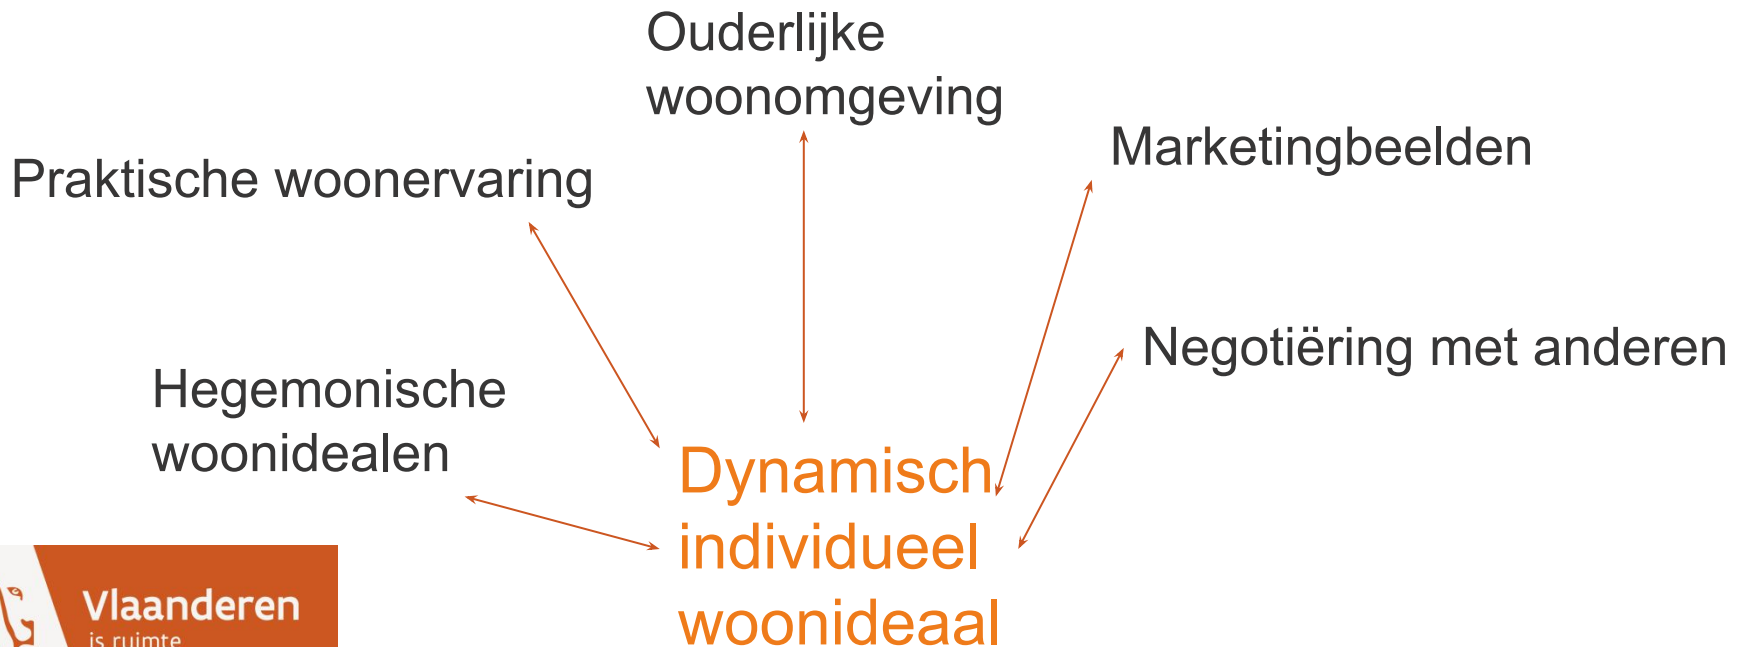 Ouderlijke
woonomgeving
Marketingbeelden
Praktische woonervaring
Negotiëring met anderen
Hegemonische
woonidealen
Dynamisch
individueel
woonideaal
Vlaanderen
is ruimte